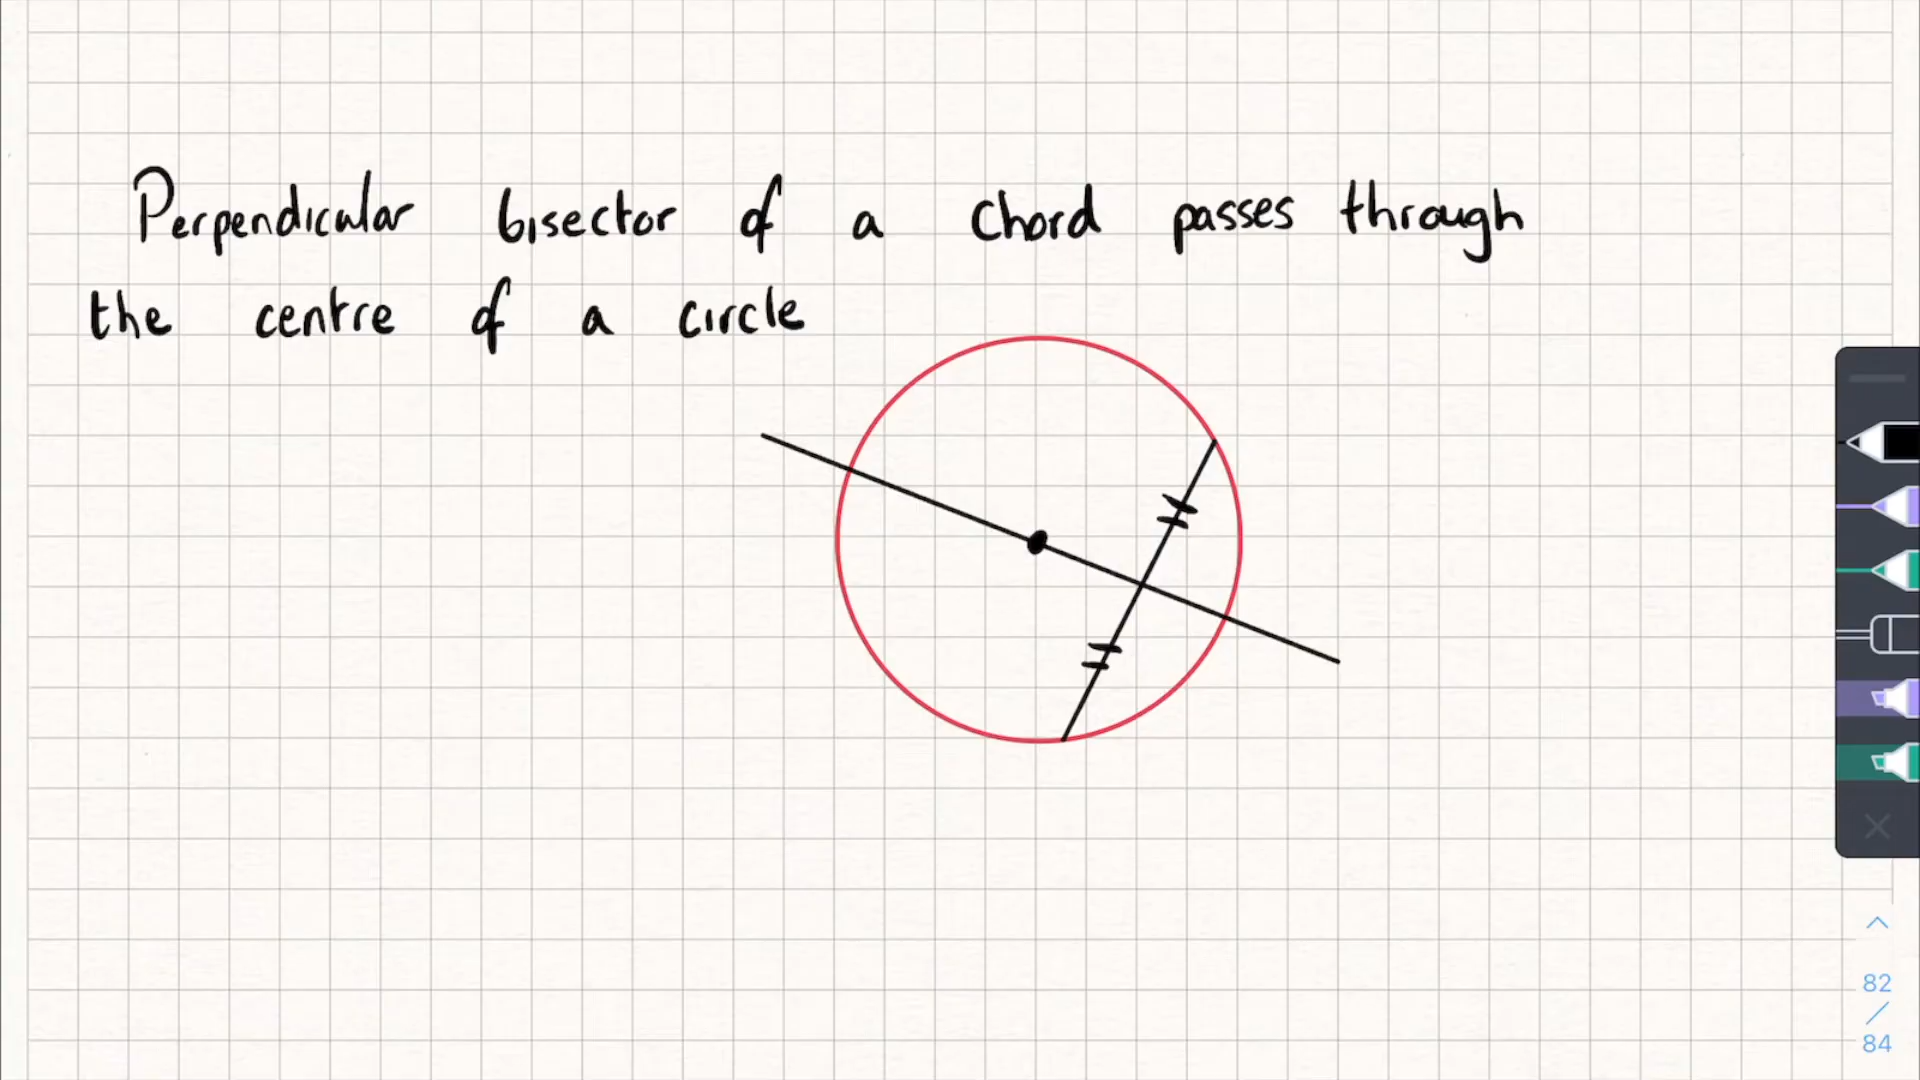 Perpendicular bisector of a chord passes through
the centre of a circle
82
/
84